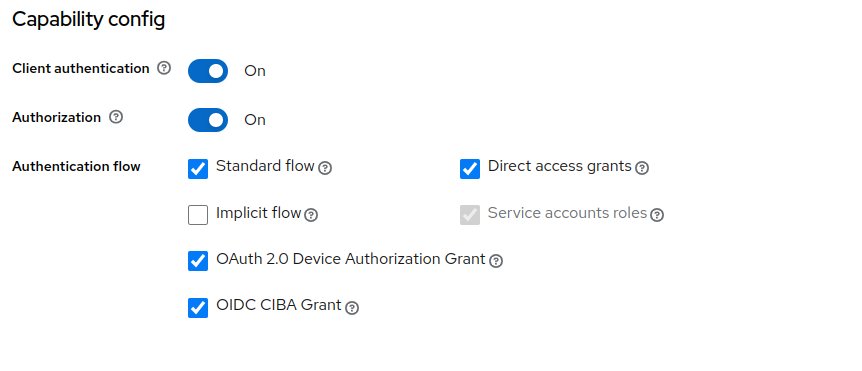 Capability config
Client authentication On
Authorization On
Authentication flow Standard flow Direct access grants
Implicit flow Service accounts roles
OAuth 2.0 Device Authorization Grant
OIDC CIBA Grant